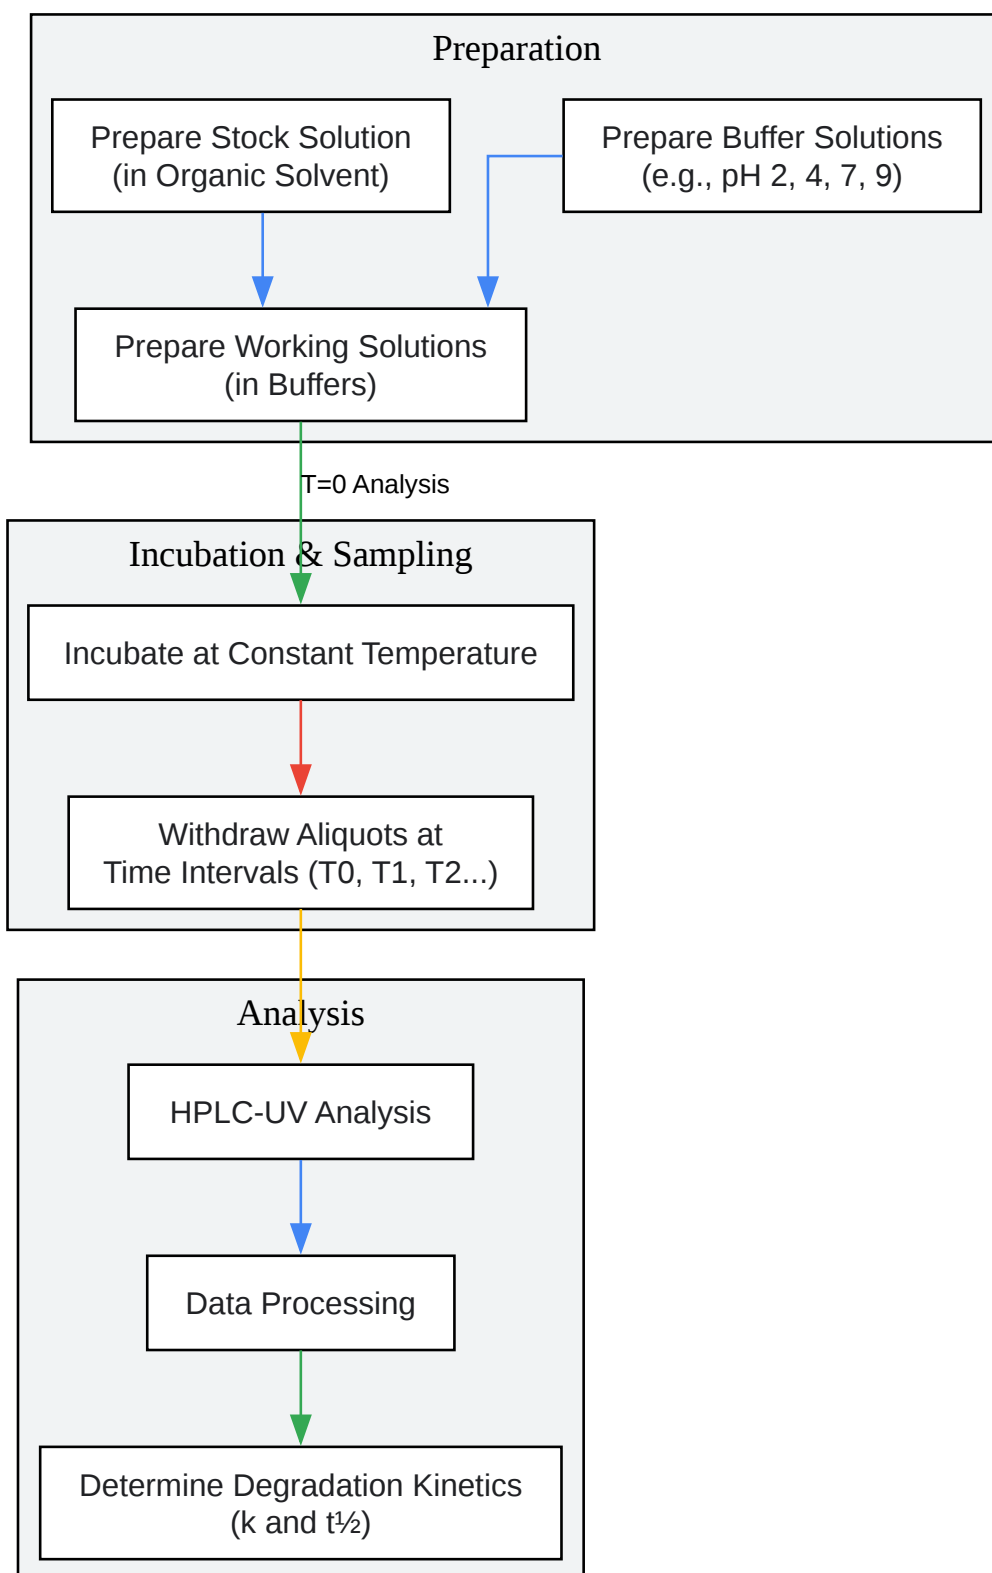 Preparation
Prepare Stock Solution
(in Organic Solvent)
Prepare Buffer Solutions
(e.g., pH 2, 4, 7, 9)
Prepare Working Solutions
(in Buffers)
T=0 Analysis
Incubation & Sampling
Incubate at Constant Temperature
Withdraw Aliquots at
Time Intervals (T0, T1, T2...)
Analysis
HPLC-UV Analysis
Data Processing
Determine Degradation Kinetics
(k and t½)